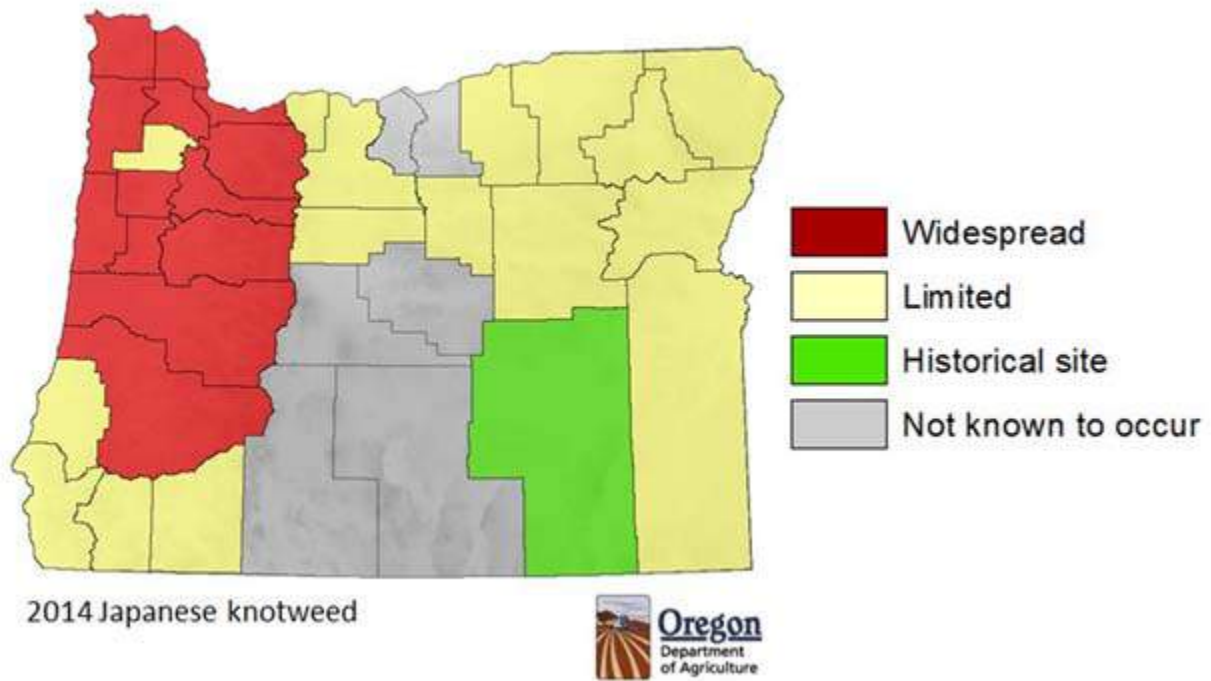 Widespread
Limited
Historical site
Not known to occur
2014 Japanese knotweed
Oregon
Department
of Agriculture